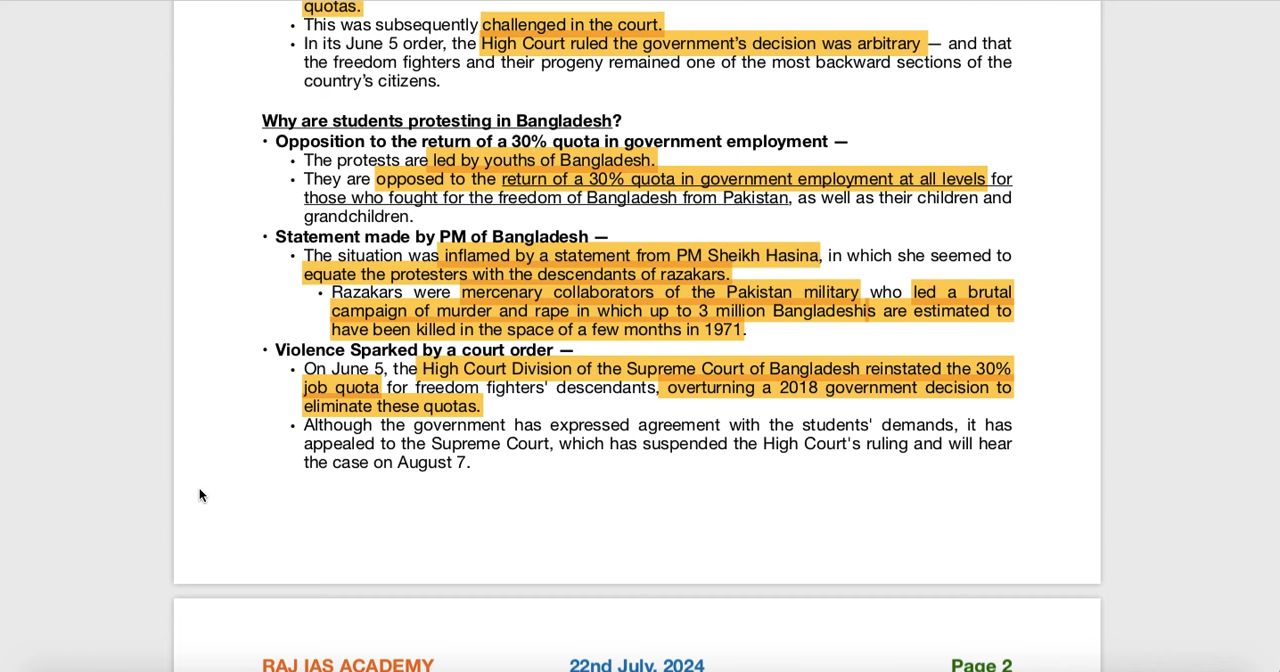 quotas.
• This was subsequently challenged in the court.
• In its June 5 order, the High Court ruled the government’s decision was arbitrary — and that
the freedom fighters and their progeny remained one of the most backward sections of the
country’s citizens.
Why are students protesting in Bangladesh?
• Opposition to the return of a 30% quota in government employment —
• The protests are led by youths of Bangladesh.
• They are opposed to the return of a 30% quota in government employment at all levels for
those who fought for the freedom of Bangladesh from Pakistan, as well as their children and
grandchildren.
• Statement made by PM of Bangladesh —
• The situation was inflamed by a statement from PM Sheikh Hasina, in which she seemed to
equate the protesters with the descendants of razakars.
• Razakars were mercenary collaborators of the Pakistan military who led a brutal
campaign of murder and rape in which up to 3 million Bangladeshis are estimated to
have been killed in the space of a few months in 1971.
• Violence Sparked by a court order —
• On June 5, the High Court Division of the Supreme Court of Bangladesh reinstated the 30%
job quota for freedom fighters' descendants, overturning a 2018 government decision to
eliminate these quotas.
• Although the government has expressed agreement with the students' demands, it has
appealed to the Supreme Court, which has suspended the High Court's ruling and will hear
the case on August 7.
RAJ IAS ACADEMY 22nd July, 2024 Page 2